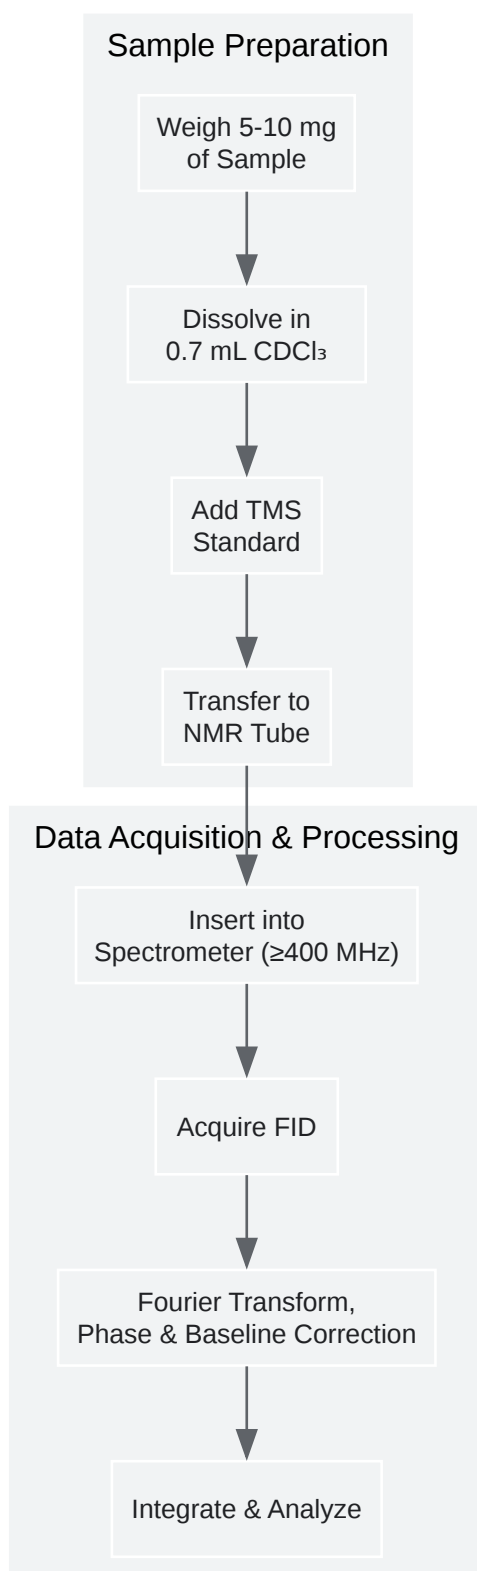 Sample Preparation
Weigh 5-10 mg
of Sample
Dissolve in
0.7 mL CDCl₃
Add TMS
Standard
Transfer to
NMR Tube
Data Acquisition & Processing
Insert into
Spectrometer (≥400 MHz)
Acquire FID
Fourier Transform,
Phase & Baseline Correction
Integrate & Analyze